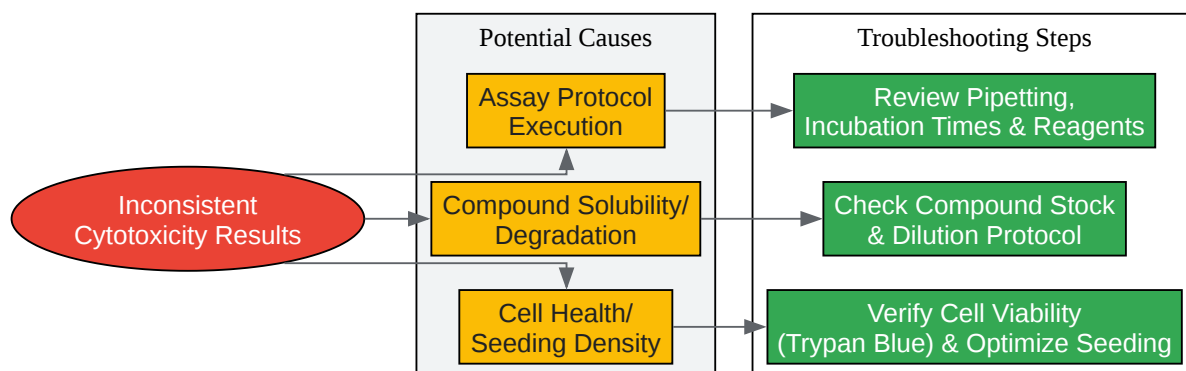 Potential Causes
Troubleshooting Steps
Assay Protocol
Execution
Review Pipetting,
Incubation Times & Reagents
Inconsistent
Cytotoxicity Results
Compound Solubility/
Degradation
Check Compound Stock
& Dilution Protocol
Cell Health/
Seeding Density
Verify Cell Viability
(Trypan Blue) & Optimize Seeding